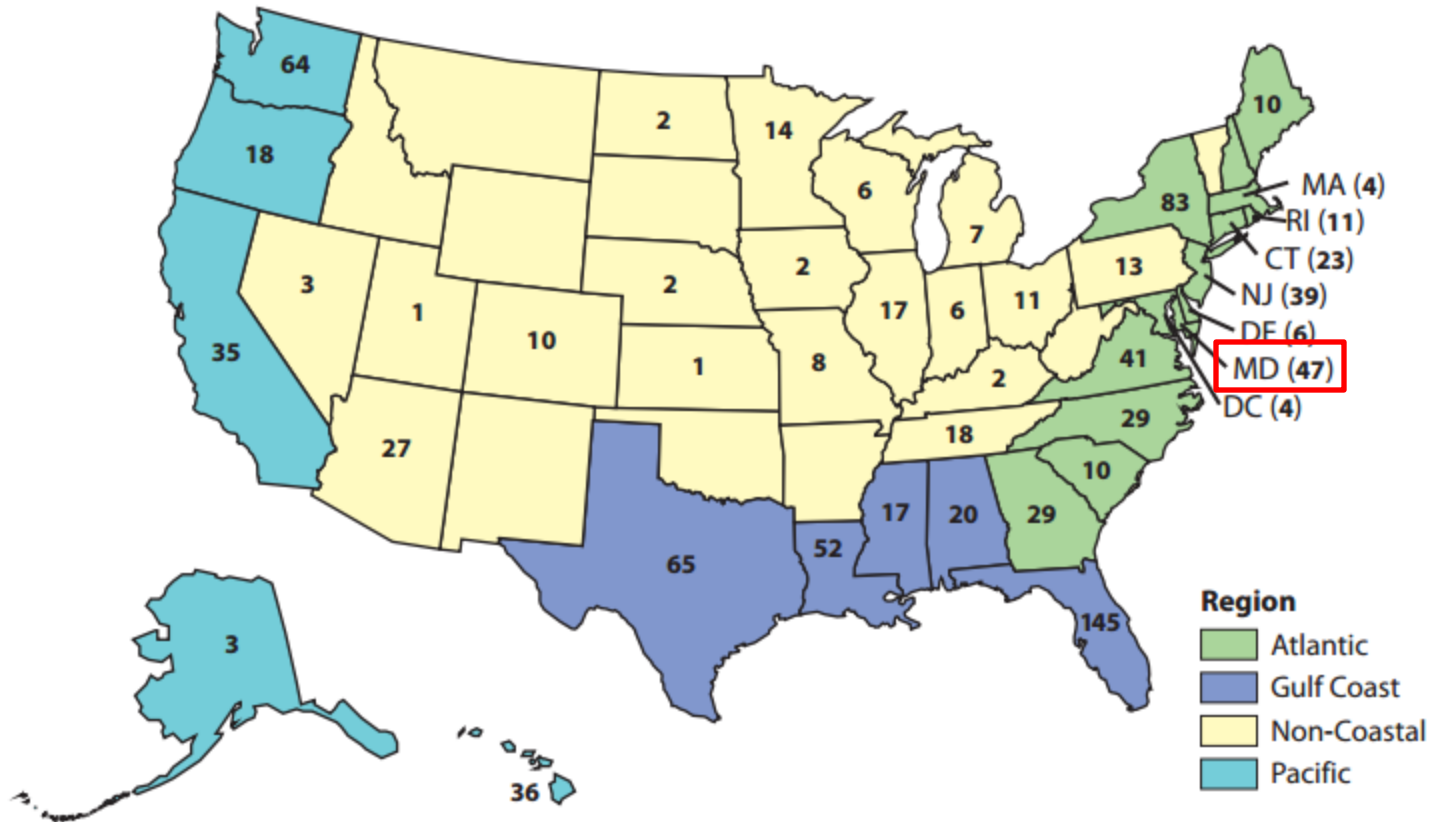 64
18
35
3
1
27
10
2
2
1
14
2
8
6
17
7
6
11
2
18
13
10
83
MA (4)
RI (11)
CT (23)
NJ (39)
DE (6)
MD (47)
DC (4)
41
29
10
29
65
52
17
20
145
3
36
Region
Atlantic
Gulf Coast
Non-Coastal
Pacific